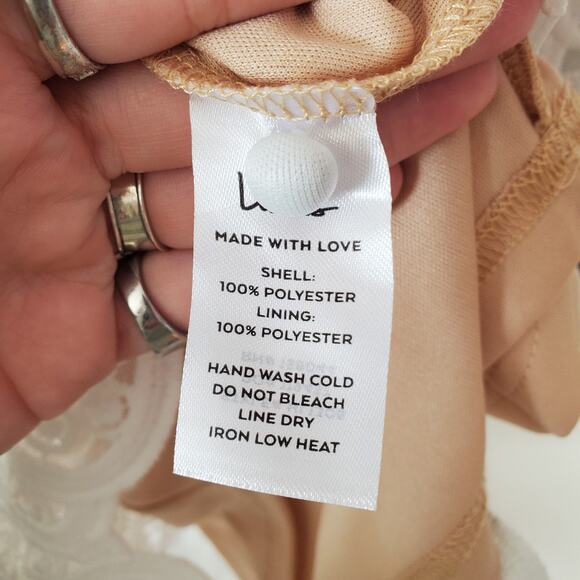 MADE WITH LOVE
SHELL:
100% POLYESTER
LINING:
100% POLYESTER
HAND WASH COLD
DO NOT BLEACH
LINE DRY
IRON LOW HEAT